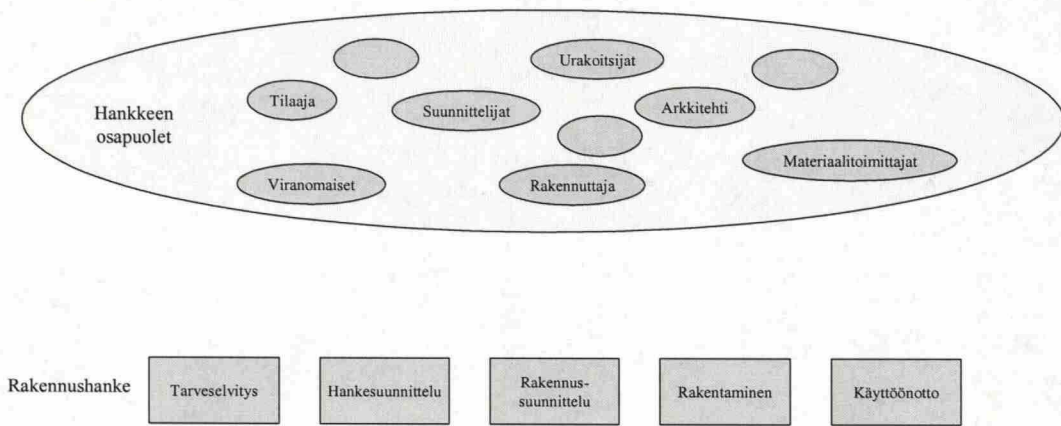 Urakoitsijat
Tilaaja
Suunnittelijat
Arkkitehti
Hankkeen
osapuolet
Materiaalitoimittajat
Viranomaiset
Rakennuttaja
Rakennushanke
Tarveselvitys
Hankesuunnittelu
Rakennus-
suunnittelu
Rakentaminen
Käyttöönotto